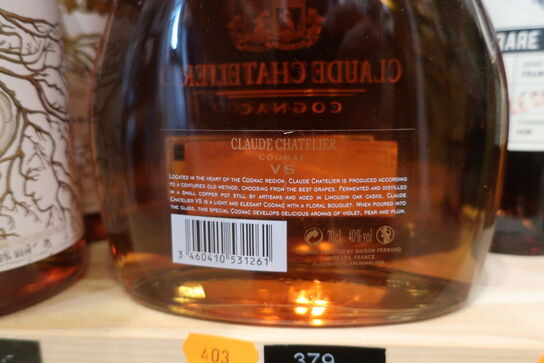 CLAUDE CHATELIER
COGNAC
CLAUDE CHATELIER
COGNAC
VS
LOCATED IN THE HEART OF THE COGNAC REGION, CLAUDE CHATELIER IS PRODUCED ACCORDING
TO A CENTURIES OLD METHOD, CHOOSING FROM THE BEST GRAPES. FERMENTED AND DISTILLED
IN A SMALL COPPER POT STILL BY ARTISANS AND AGED IN LIMOUSIN OAK CASKS, CLAUDE
CHATELIER VS IS A LIGHT AND ELEGANT COGNAC WITH A FLORAL BOUQUET. WHEN POURED INTO
THE GLASS, THIS SPECIAL COGNAC DEVELOPS DELICIOUS AROMAS OF VIOLET, PEAR AND PLUM.
3 460410 531261
70cl 40%vol
BY MAISON FERRAND,
FRANCE
403
379